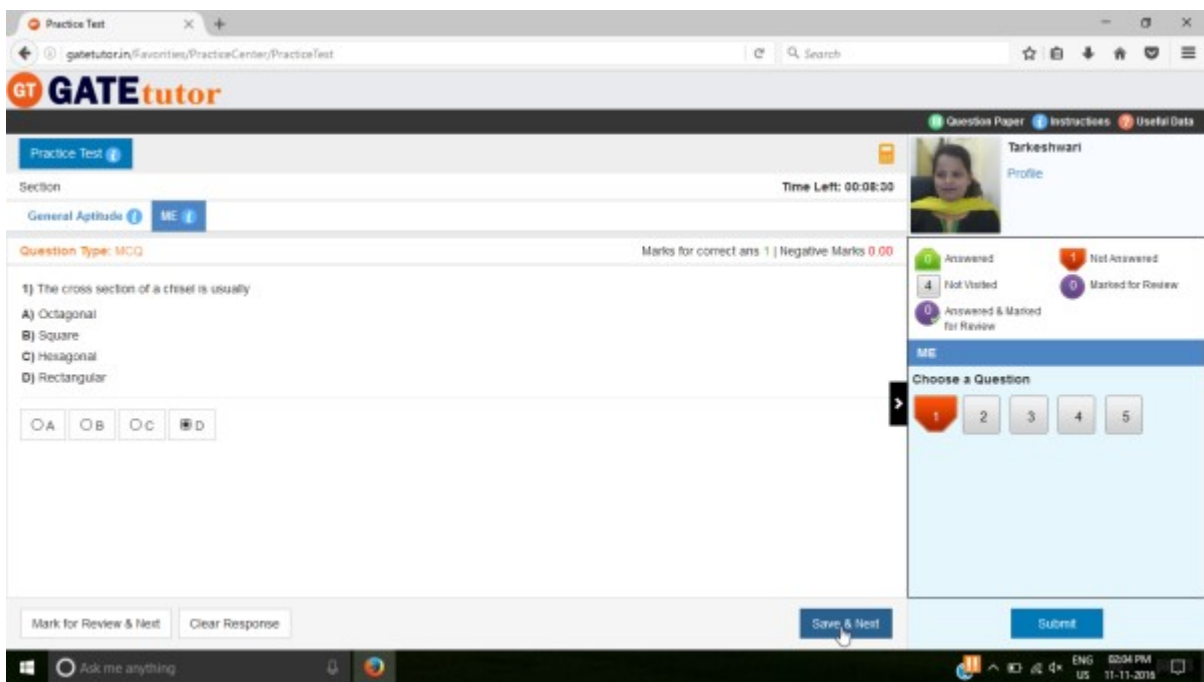 Practice Test
gatetutor.in/Favorities/PracticeCenter/PracticeTest
Search
GT GATEtutor
Question Paper Instructions Useful Data
Practice Test
Tarkeshwari
Profile
Section
Time Left: 00:08:30
General Aptitude ME
Question Type: MCQ
Marks for correct ans 1 | Negative Marks 0.00
1) The cross section of a chisel is usually
A) Octagonal
B) Square
C) Hexagonal
D) Rectangular
A B C D
0 Answered
1 Not Answered
4 Not Visited
0 Marked for Review
0 Answered & Marked
for Review
ME
Choose a Question
1 2 3 4 5
Mark for Review & Next
Clear Response
Save & Next
Submit
Ask me anything
ENG
US
02:04 PM
11-11-2016